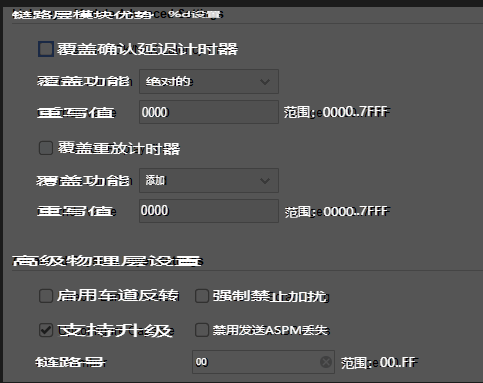 链路层模块优势 %d设置
覆盖确认延迟计时器
覆盖功能 绝对的
重写值 0000 范围: 0000..7FFF
覆盖重放计时器
覆盖功能 添加
重写值 0000 范围: 0000..7FFF
高级物理层设置
启用车道反转 强制禁止加扰
支持升级 禁用发送ASPM丢失
链路号 00 范围: 00..FF